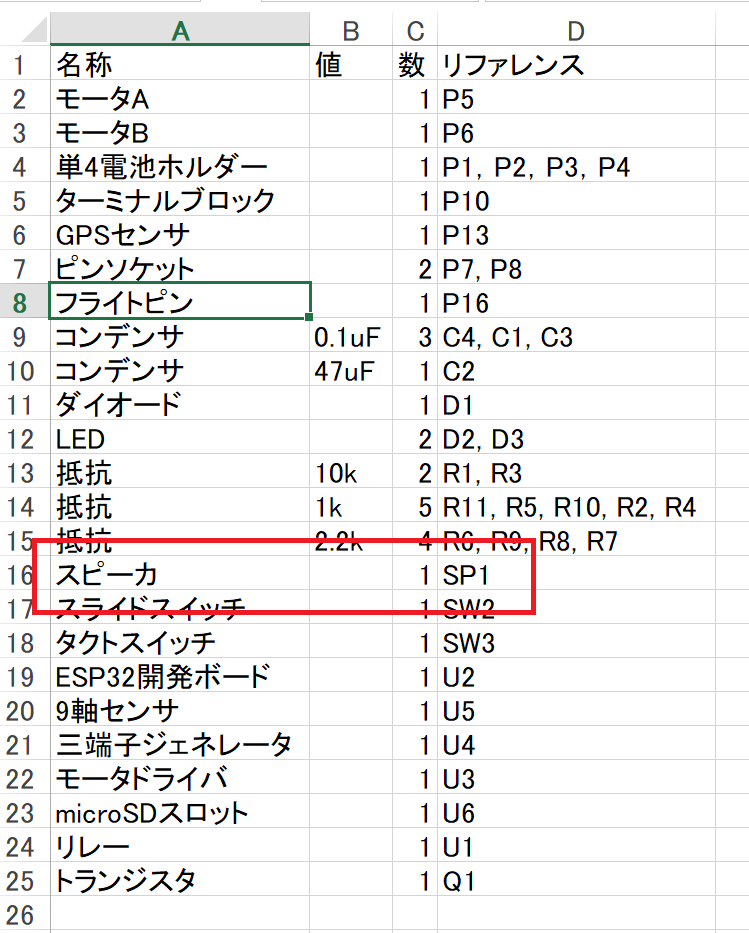 A B C D
1 名称 値 数 リファレンス
2 モータA 1 P5
3 モータB 1 P6
4 単4電池ホルダー 1 P1, P2, P3, P4
5 ターミナルブロック 1 P10
6 GPSセンサ 1 P13
7 ピンソケット 2 P7, P8
8 フライトピン 1 P16
9 コンデンサ 0.1uF 3 C4, C1, C3
10 コンデンサ 47uF 1 C2
11 ダイオード 1 D1
12 LED 2 D2, D3
13 抵抗 10k 2 R1, R3
14 抵抗 1k 5 R11, R5, R10, R2, R4
15 抵抗 2.2k 4 R6, R9, R8, R7
16 スピーカ 1 SP1
17 スライドスイッチ 1 SW2
18 タクトスイッチ 1 SW3
19 ESP32開発ボード 1 U2
20 9軸センサ 1 U5
21 三端子ジェネレータ 1 U4
22 モータドライバ 1 U3
23 microSDスロット 1 U6
24 リレー 1 U1
25 トランジスタ 1 Q1
26